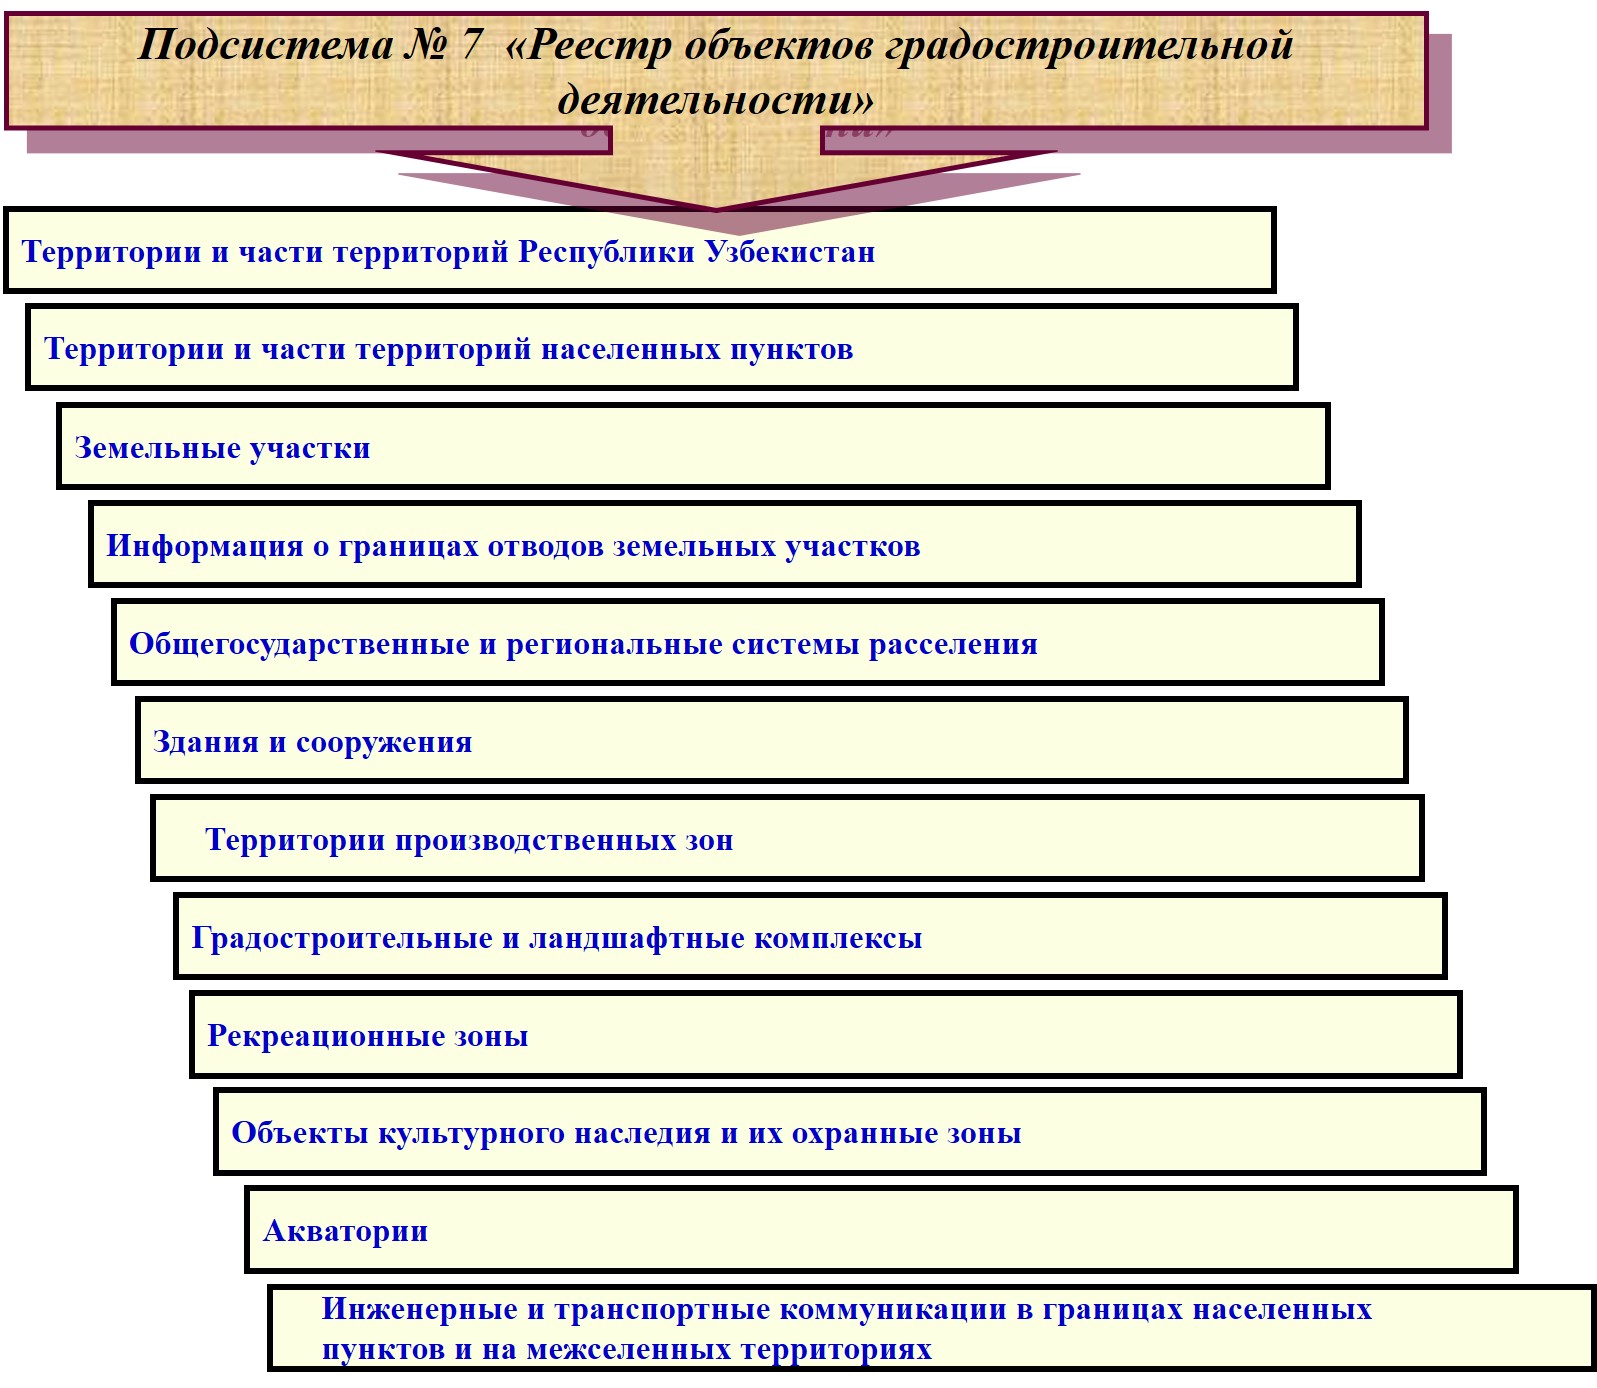 Подсистема № 7 «Реестр объектов градостроительной
деятельности»
Территории и части территорий Республики Узбекистан
Территории и части территорий населенных пунктов
Земельные участки
Информация о границах отводов земельных участков
Общегосударственные и региональные системы расселения
Здания и сооружения
Территории производственных зон
Градостроительные и ландшафтные комплексы
Рекреационные зоны
Объекты культурного наследия и их охранные зоны
Акватории
Инженерные и транспортные коммуникации в границах населенных
пунктов и на межселенных территориях